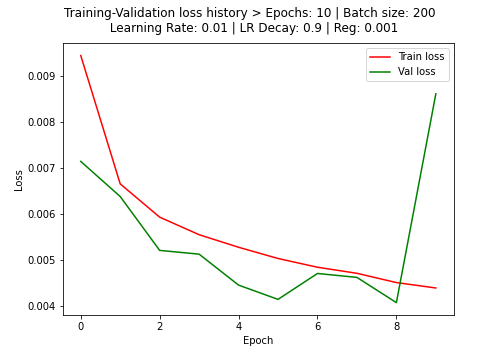 Training-Validation loss history > Epochs: 10 | Batch size: 200
Learning Rate: 0.01 | LR Decay: 0.9 | Reg: 0.001
Train loss
Val loss
0.009
0.008
0.007
0.006
0.005
0.004
Loss
0 2 4 6 8
Epoch